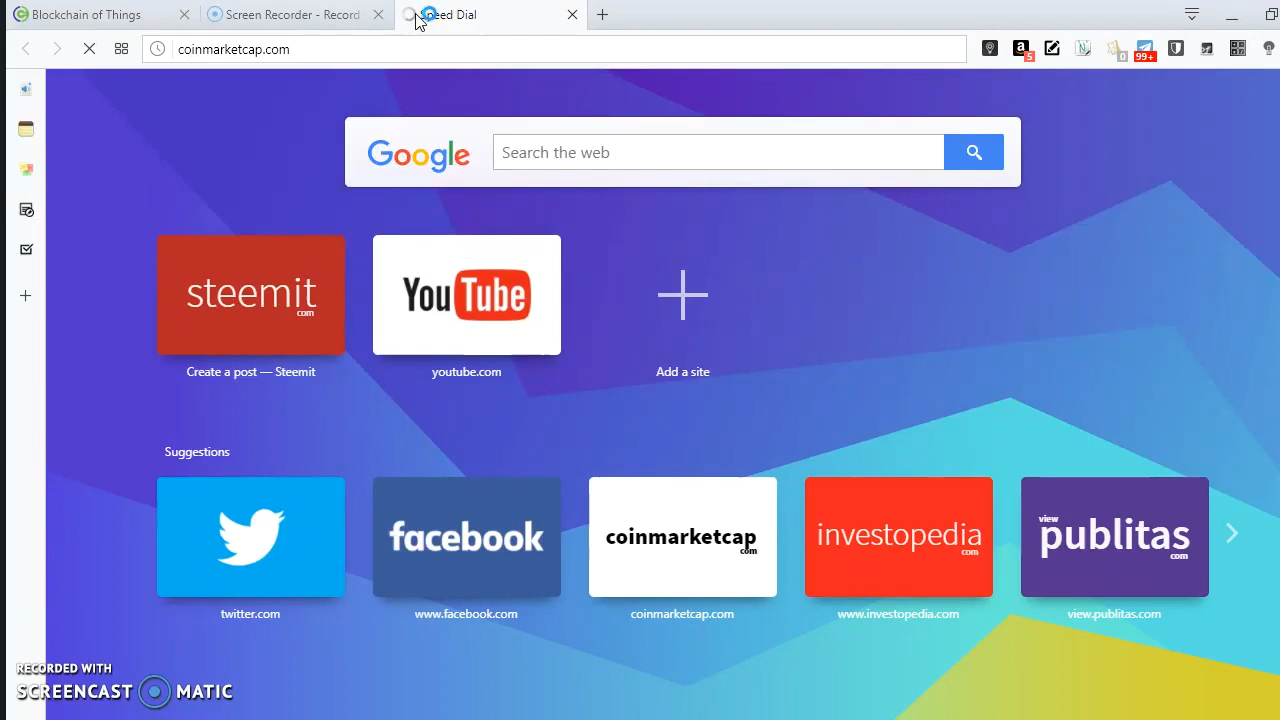 Blockchain of Things
Screen Recorder - Record
Speed Dial
coinmarketcap.com
5
0
99+
Google
Search the web
steemit
com
YouTube
Create a post — Steemit
youtube.com
Add a site
Suggestions
facebook
coinmarketcap
com
investopedia
com
view
publitas
com
twitter.com
www.facebook.com
coinmarketcap.com
www.investopedia.com
view.publitas.com
RECORDED WITH
SCREENCAST MATIC